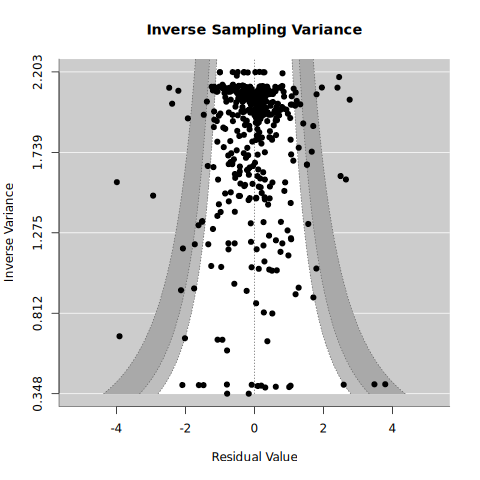 Inverse Sampling Variance
Inverse Variance
2.203
1.739
1.275
0.812
0.348
-4 -2 0 2 4
Residual Value